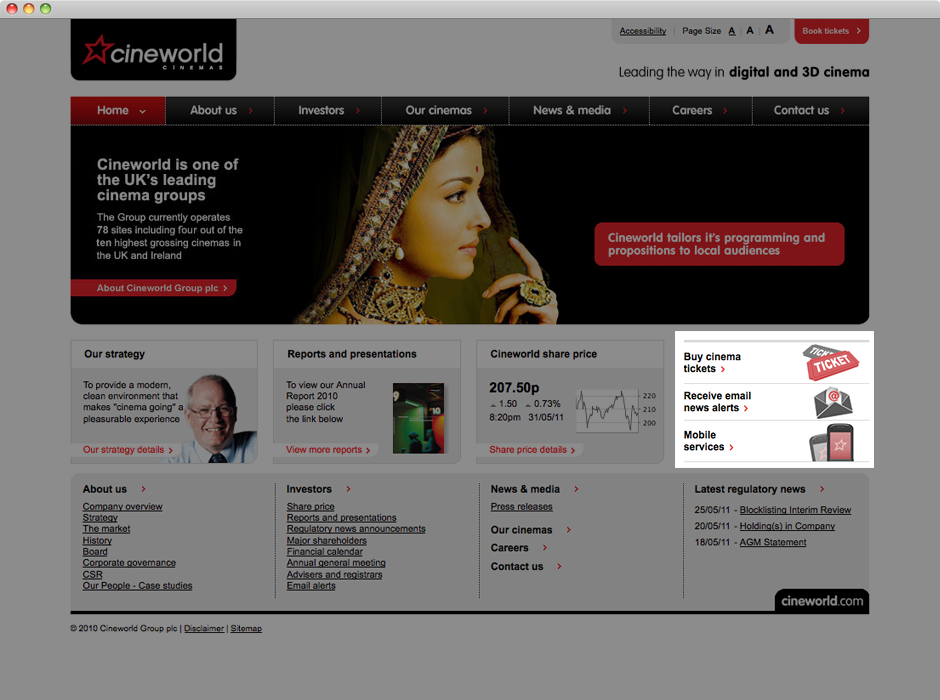 cineworld
CINEMAS
Accessibility | Page Size A A A
Book tickets
Leading the way in digital and 3D cinema
Home
About us
Investors
Our cinemas
News & media
Careers
Contact us
Cineworld is one of
the UK's leading
cinema groups
The Group currently operates
78 sites including four out of the
ten highest grossing cinemas in
the UK and Ireland
About Cineworld Group plc
Cineworld tailors it's programming and
propositions to local audiences
Our strategy
To provide a modern,
clean environment that
makes "cinema going" a
pleasurable experience
Our strategy details
Reports and presentations
To view our Annual
Report 2010
please click
the link below
9
10
View more reports
Cineworld share price
207.50p
1.50 0.73%
8:20pm 31/05/11
220
210
200
Share price details
Buy cinema
tickets
TICKET
TICKET
Receive email
news alerts
@
Mobile
services
About us
Company overview
Strategy
The market
History
Board
Corporate governance
CSR
Our People - Case studies
Investors
Share price
Reports and presentations
Regulatory news announcements
Major shareholders
Financial calendar
Annual general meeting
Advisers and registrars
Email alerts
News & media
Press releases
Our cinemas
Careers
Contact us
Latest regulatory news
25/05/11 - Blocklisting Interim Review
20/05/11 - Holding(s) in Company
18/05/11 - AGM Statement
cineworld.com
© 2010 Cineworld Group plc | Disclaimer | Sitemap